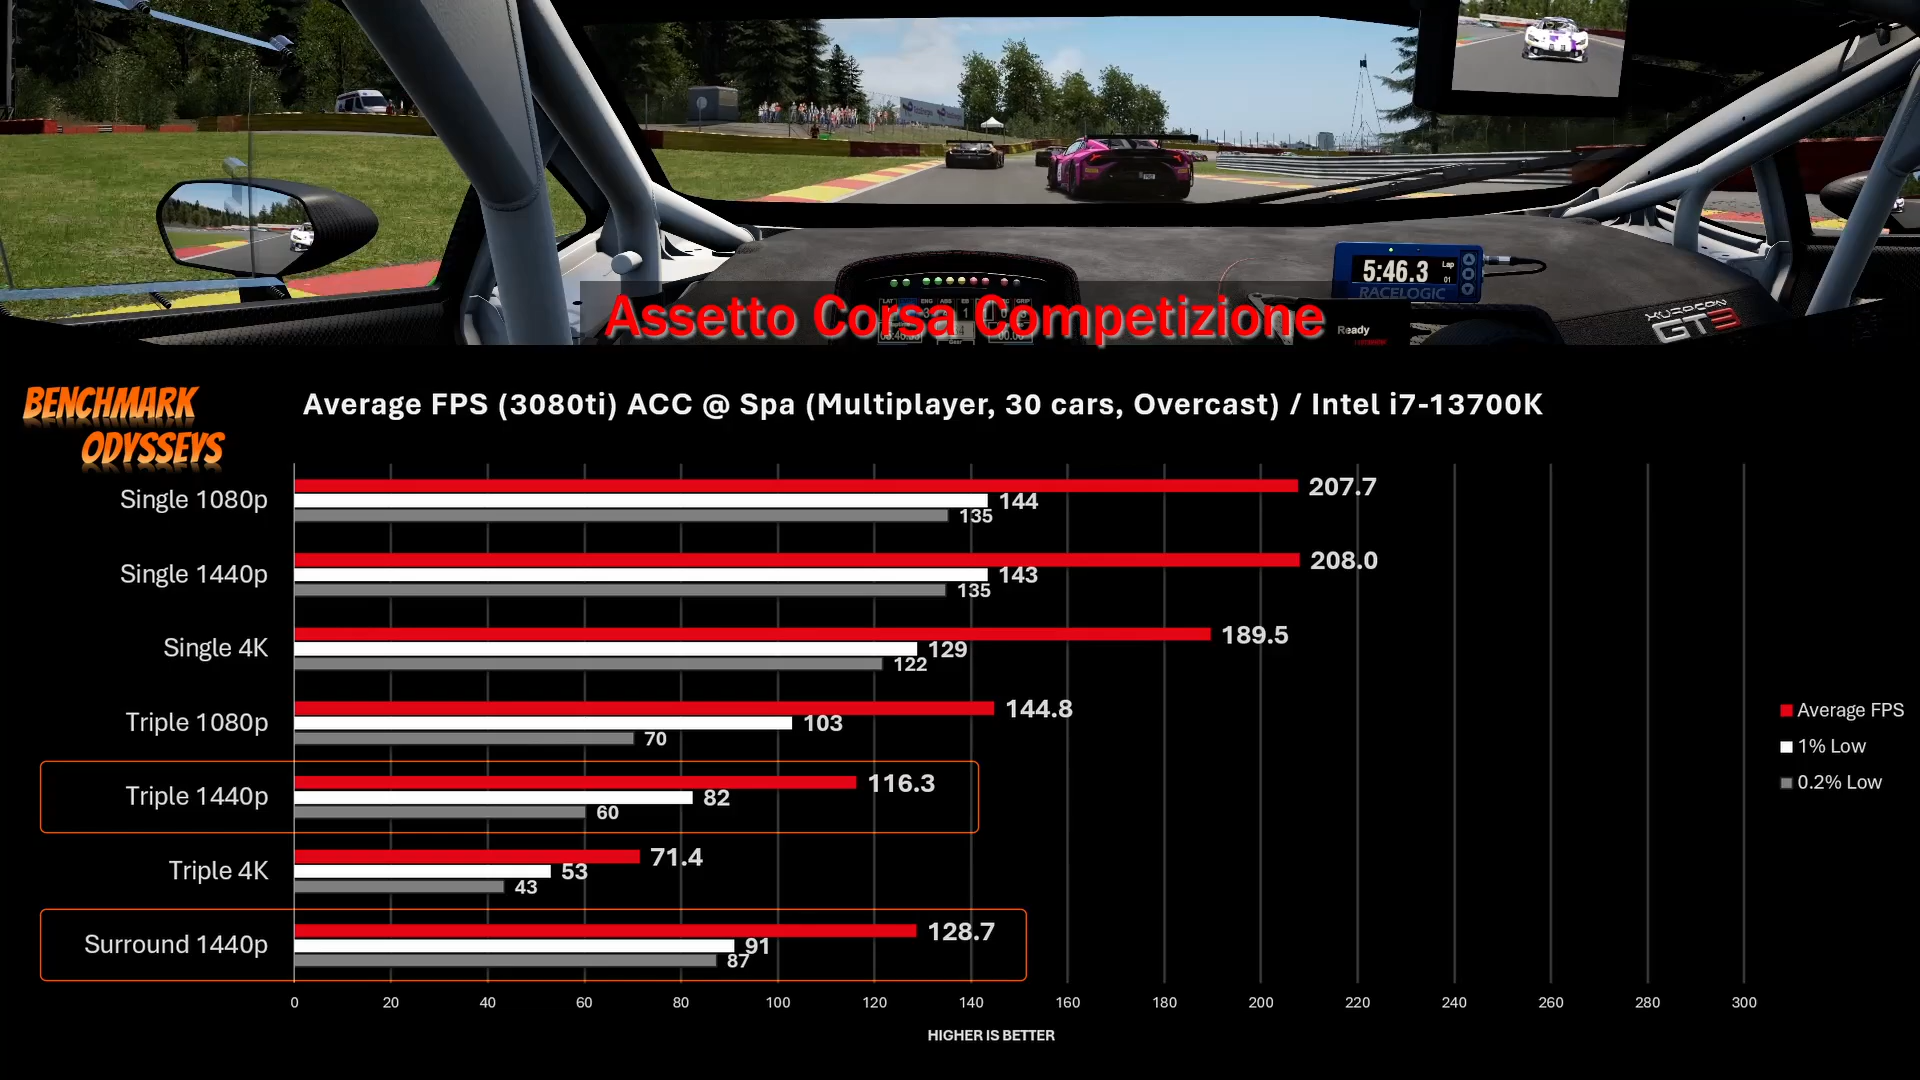 5:46.3
Lap
01
RACELOGIC
HURACAN
GT3
Assetto Corsa Competizione
Ready
BENCHMARK
ODYSSEYS
Average FPS (3080ti) ACC @ Spa (Multiplayer, 30 cars, Overcast) / Intel i7-13700K
Single 1080p
207.7
144
135
Single 1440p
208.0
143
135
Single 4K
189.5
129
122
Triple 1080p
144.8
103
70
Triple 1440p
116.3
82
60
Triple 4K
71.4
53
43
Surround 1440p
128.7
91
87
Average FPS
1% Low
0.2% Low
0 20 40 60 80 100 120 140 160 180 200 220 240 260 280 300
HIGHER IS BETTER